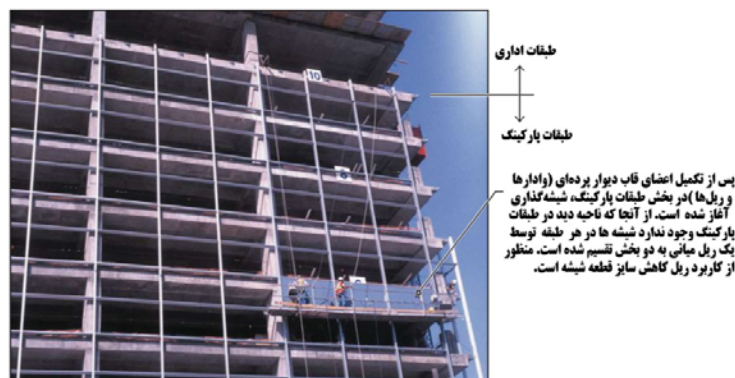 طبقات اداری
طبقات پارکینگ
10
پس از تکمیل اعضای قاب دیوار پرده‌ای (وادارها
و ریل‌ها )در بخش طبقات پارکینگ، شیشه‌گذاری
آغاز شده است. از آنجا که ناحیه دید در طبقات
پارکینگ وجود ندارد شیشه ها در هر طبقه توسط
یک ریل میانی به دو بخش تقسیم شده است. منظور
از کاربرد ریل کاهش سایز قطعه شیشه است.